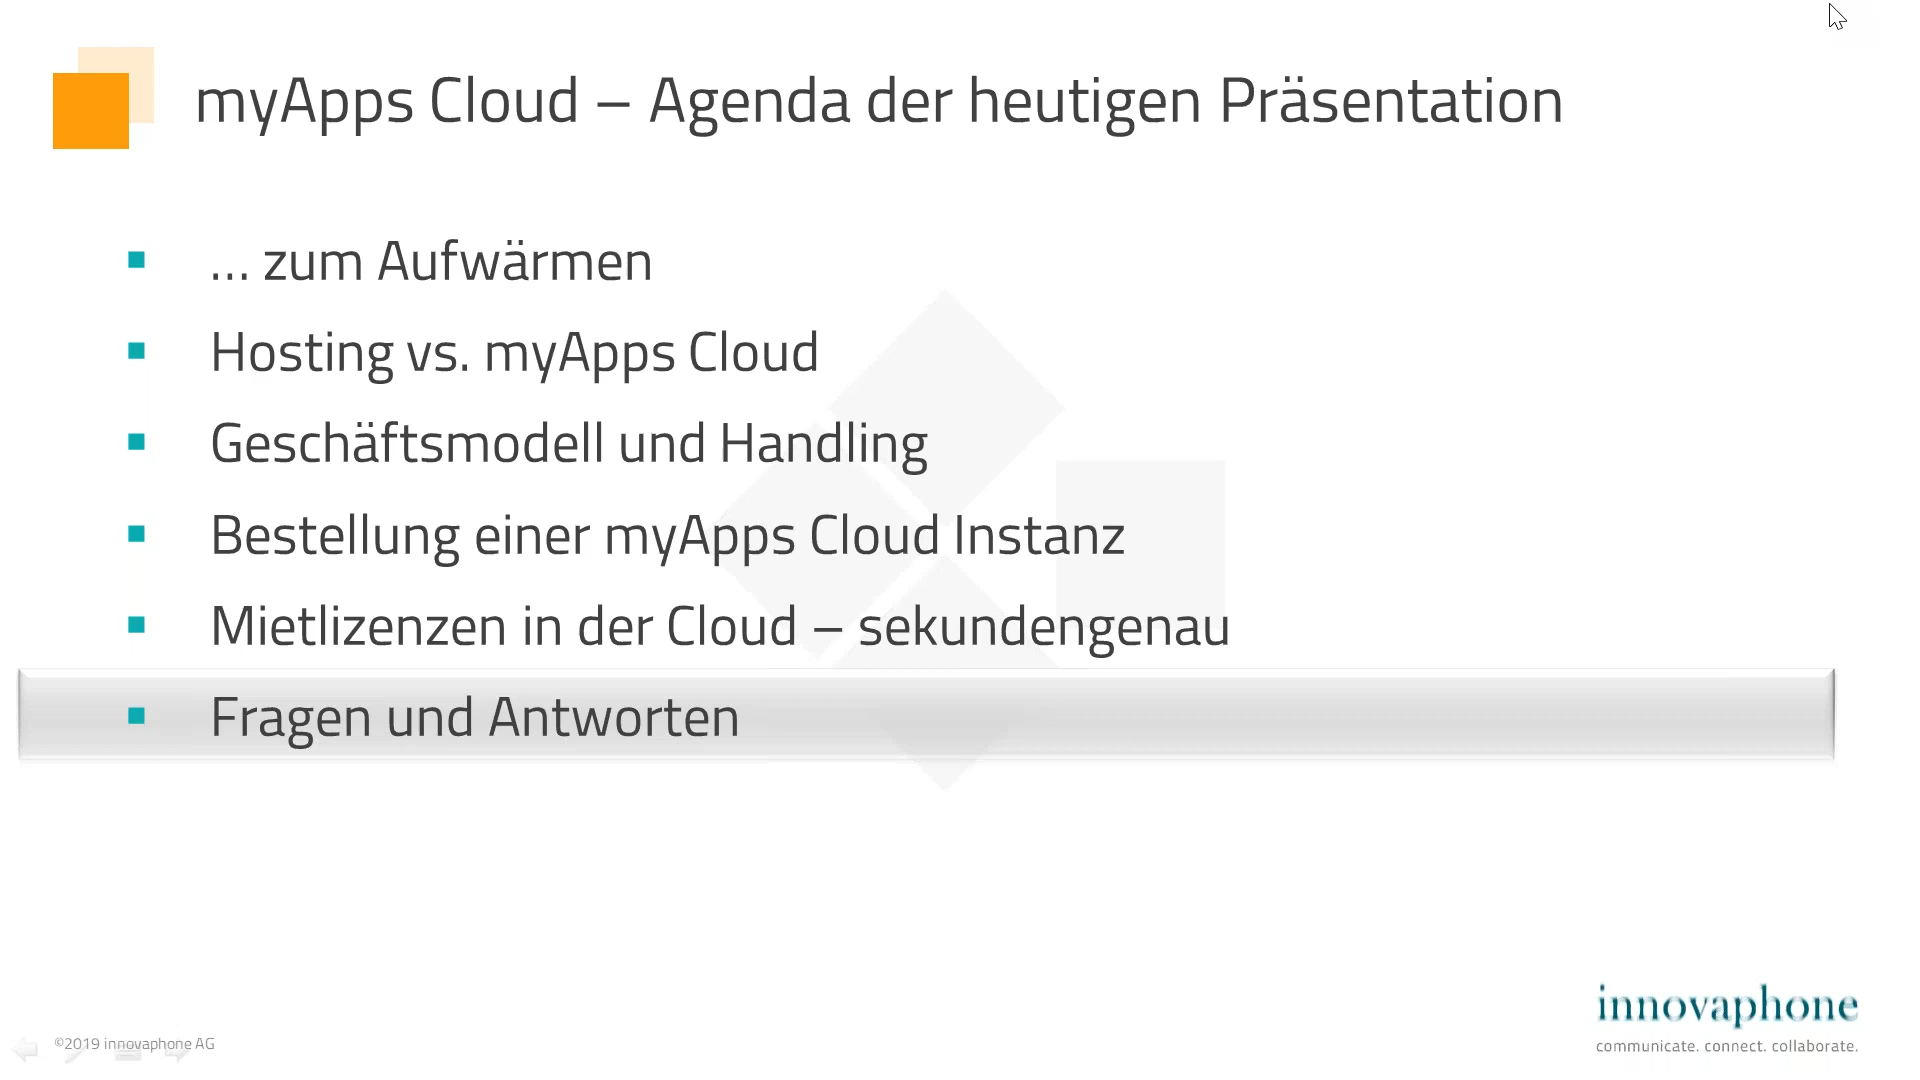 myApps Cloud – Agenda der heutigen Präsentation
... zum Aufwärmen
Hosting vs. myApps Cloud
Geschäftsmodell und Handling
Bestellung einer myApps Cloud Instanz
Mietlizenzen in der Cloud – sekundengenau
Fragen und Antworten
©2019 innovaphone AG
innovaphone
communicate. connect. collaborate.